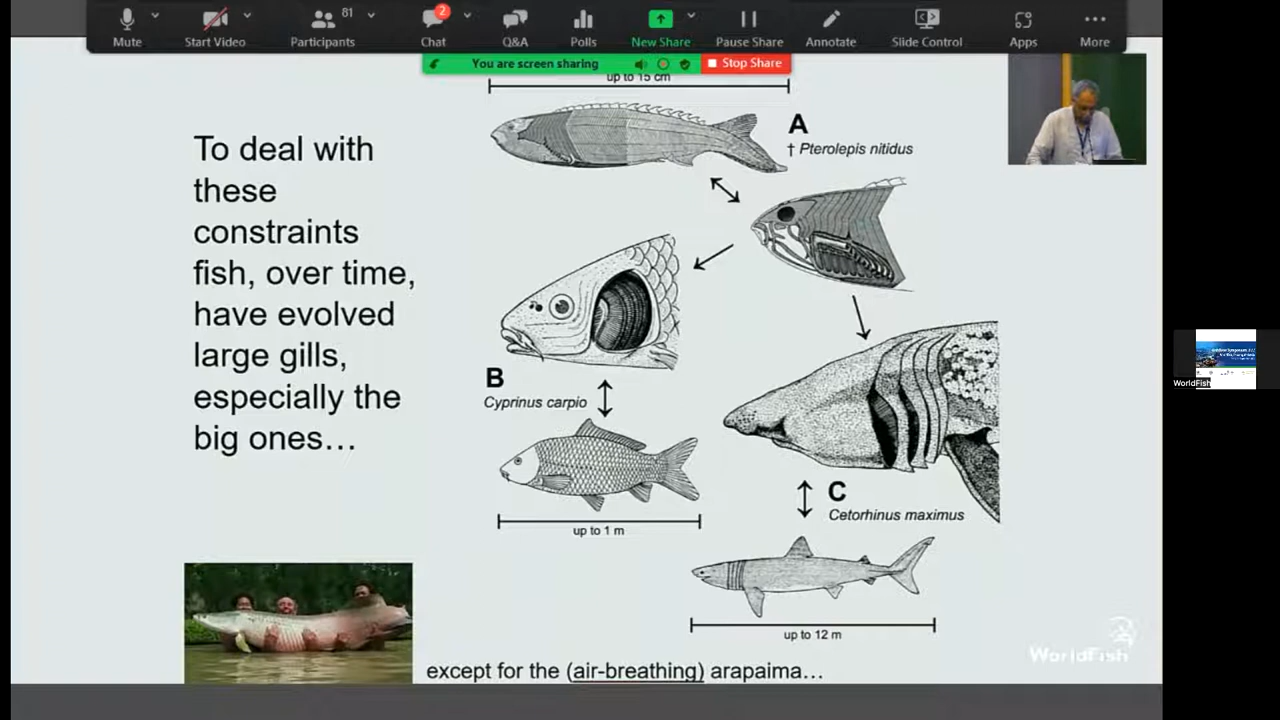 Mute
Start Video
Participants
81
Chat
2
Q&A
Polls
New Share
Pause Share
Annotate
Slide Control
Apps
More
You are screen sharing
Stop Share
up to 15 cm
A
† Pterolepis nitidus
To deal with
these
constraints
fish, over time,
have evolved
large gills,
especially the
big ones…
B
Cyprinus carpio
up to 1 m
C
Cetorhinus maximus
up to 12 m
WorldFish
except for the (air-breathing) arapaima…
WorldFish